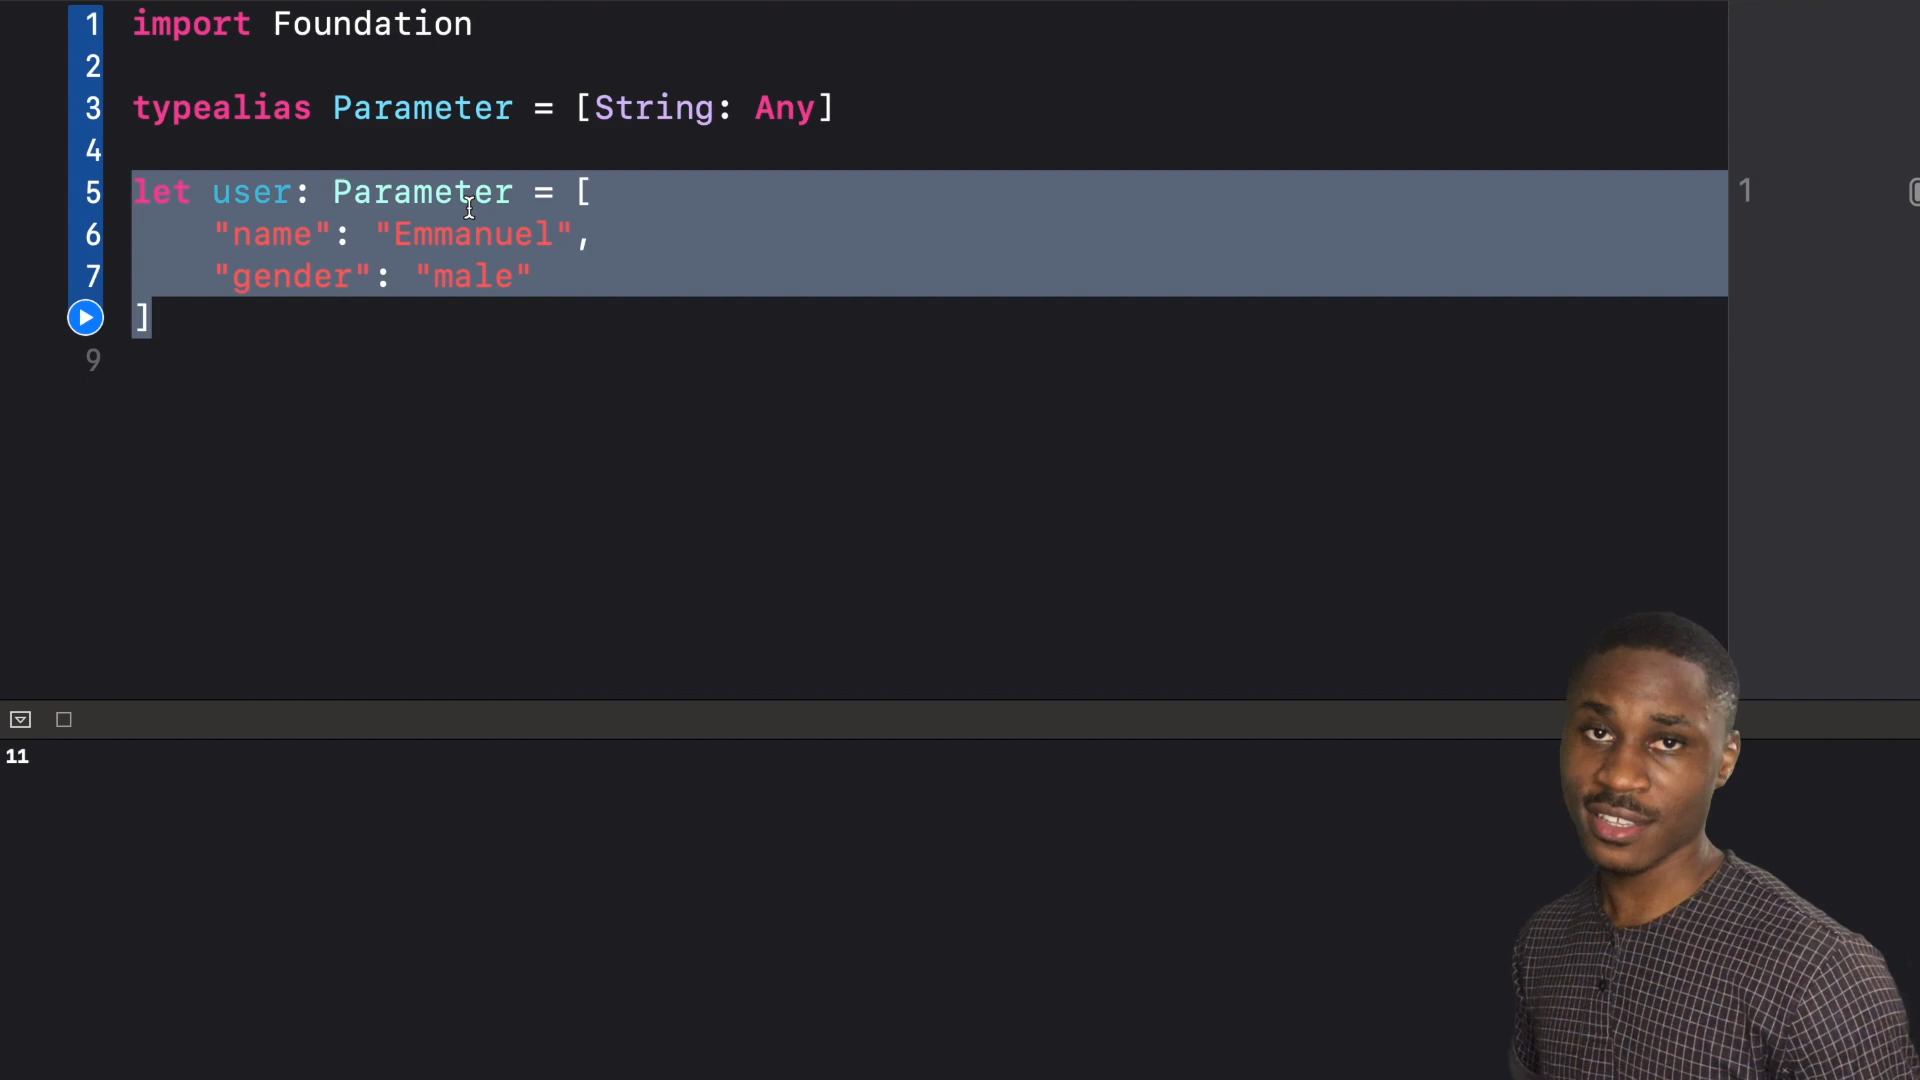 1 import Foundation
2
3 typealias Parameter = [String: Any]
4
5 let user: Parameter = [
6 "name": "Emmanuel",
7 "gender": "male"
]
9
1
11